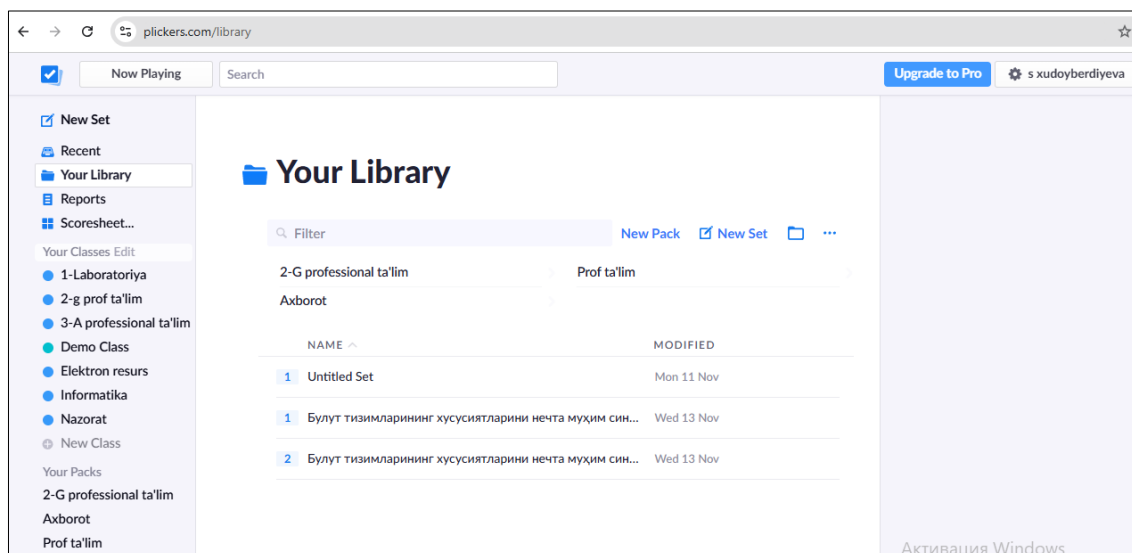 plickers.com/library
Now Playing
Search
Upgrade to Pro
s xudoyberdiyeva
New Set
Recent
Your Library
Reports
Scoresheet...
Your Classes Edit
1-Laboratoriya
2-g prof ta'lim
3-A professional ta'lim
Demo Class
Elektron resurs
Informatika
Nazorat
New Class
Your Packs
2-G professional ta'lim
Axborot
Prof ta'lim
Your Library
Filter
New Pack
New Set
2-G professional ta'lim
Prof ta'lim
Axborot
NAME
MODIFIED
1 Untitled Set Mon 11 Nov
1 Булут тизимларининг хусусиятларини нечта муҳим син... Wed 13 Nov
2 Булут тизимларининг хусусиятларини нечта муҳим син... Wed 13 Nov
Активация Windows